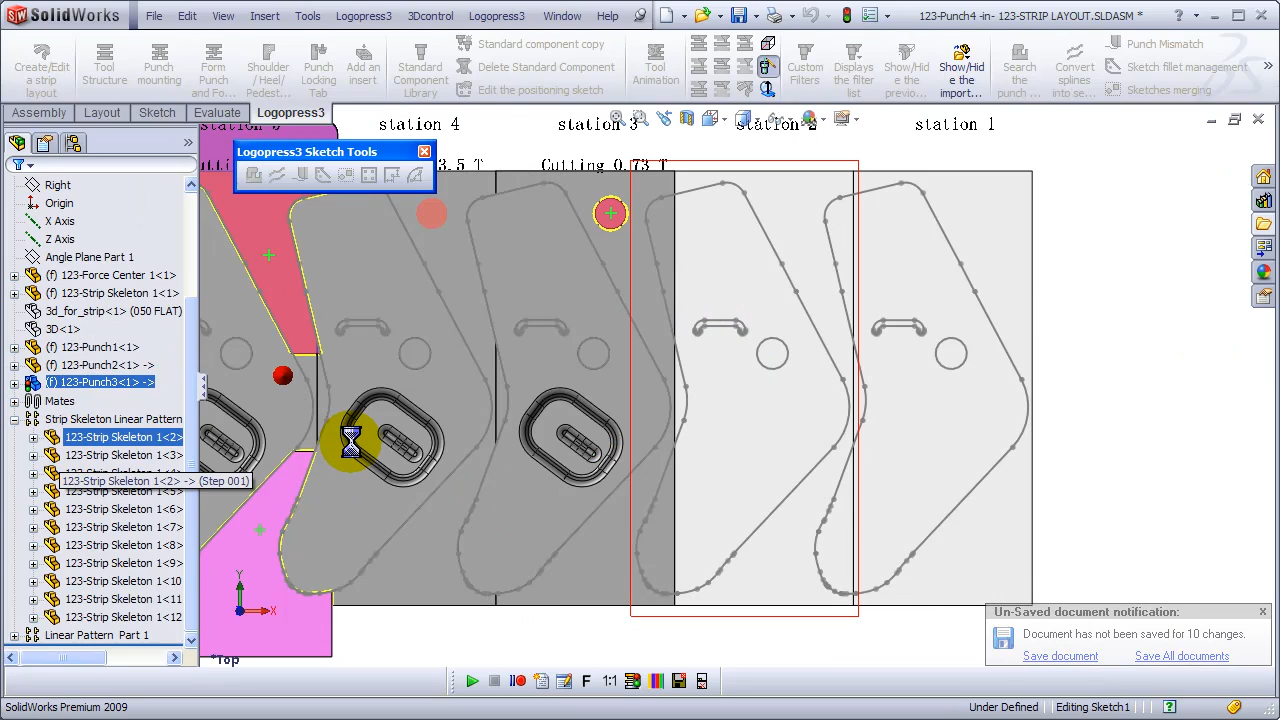 SolidWorks
File Edit View Insert Tools Logopress3 3Dcontrol Logopress3 Window Help
123-Punch4 -in- 123-STRIP LAYOUT.SLDASM *
Create/Edit a strip layout
Tool Structure
Punch mounting
Form Punch and Fo...
Shoulder / Heel Pedest...
Punch Locking Tab
Add an insert
Standard Component Library
Standard component copy
Delete Standard Component
Edit the positioning sketch
Tool Animation
Custom Filters
Displays the filter list
Show/Hid e the previo...
Show/Hid e the import...
Search the punch ...
Convert splines into se...
Punch Mismatch
Sketch facet management
Sketches merging
Assembly Layout Sketch Evaluate Logopress3
station 4 station 3 station 2 station 1
Logopress3 Sketch Tools
3.5 T Cutting 0.73 T
Right
Origin
X Axis
Z Axis
Angle Plane Part 1
(f) 123-Force Center 1<1>
(f) 123-Strip Skeleton 1<1>
3d_for_strip<1> (050 FLAT)
3D<1>
(f) 123-Punch1<1>
(f) 123-Punch2<1> ->
(f) 123-Punch3<1> ->
Mates
Strip Skeleton Linear Pattern
123-Strip Skeleton 1<2>
123-Strip Skeleton 1<3>
123-Strip Skeleton 1<2> -> (Step 001)
123-Strip Skeleton 1<5>
123-Strip Skeleton 1<6>
123-Strip Skeleton 1<7>
123-Strip Skeleton 1<8>
123-Strip Skeleton 1<9>
123-Strip Skeleton 1<10
123-Strip Skeleton 1<11
123-Strip Skeleton 1<12
Linear Pattern Part 1
Y
X
*Top
Un-Saved document notification:
Document has not been saved for 10 changes.
Save document Save All documents
F 1:1
SolidWorks Premium 2009
Under Defined Editing Sketch1